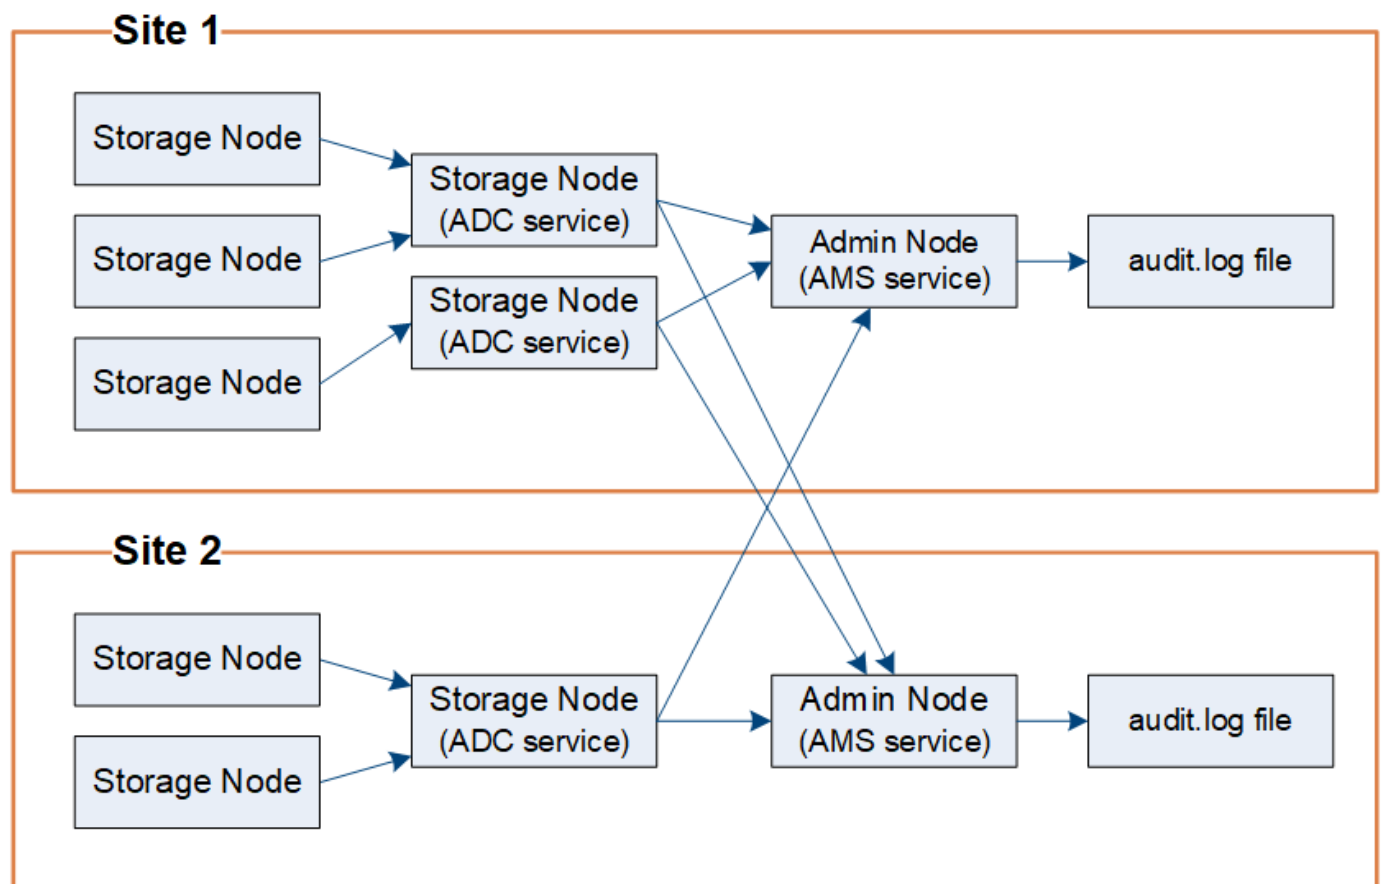 Site 1
Storage Node
Storage Node
Storage Node
Storage Node
(ADC service)
Storage Node
(ADC service)
Admin Node
(AMS service)
audit.log file
Site 2
Storage Node
Storage Node
Storage Node
(ADC service)
Admin Node
(AMS service)
audit.log file